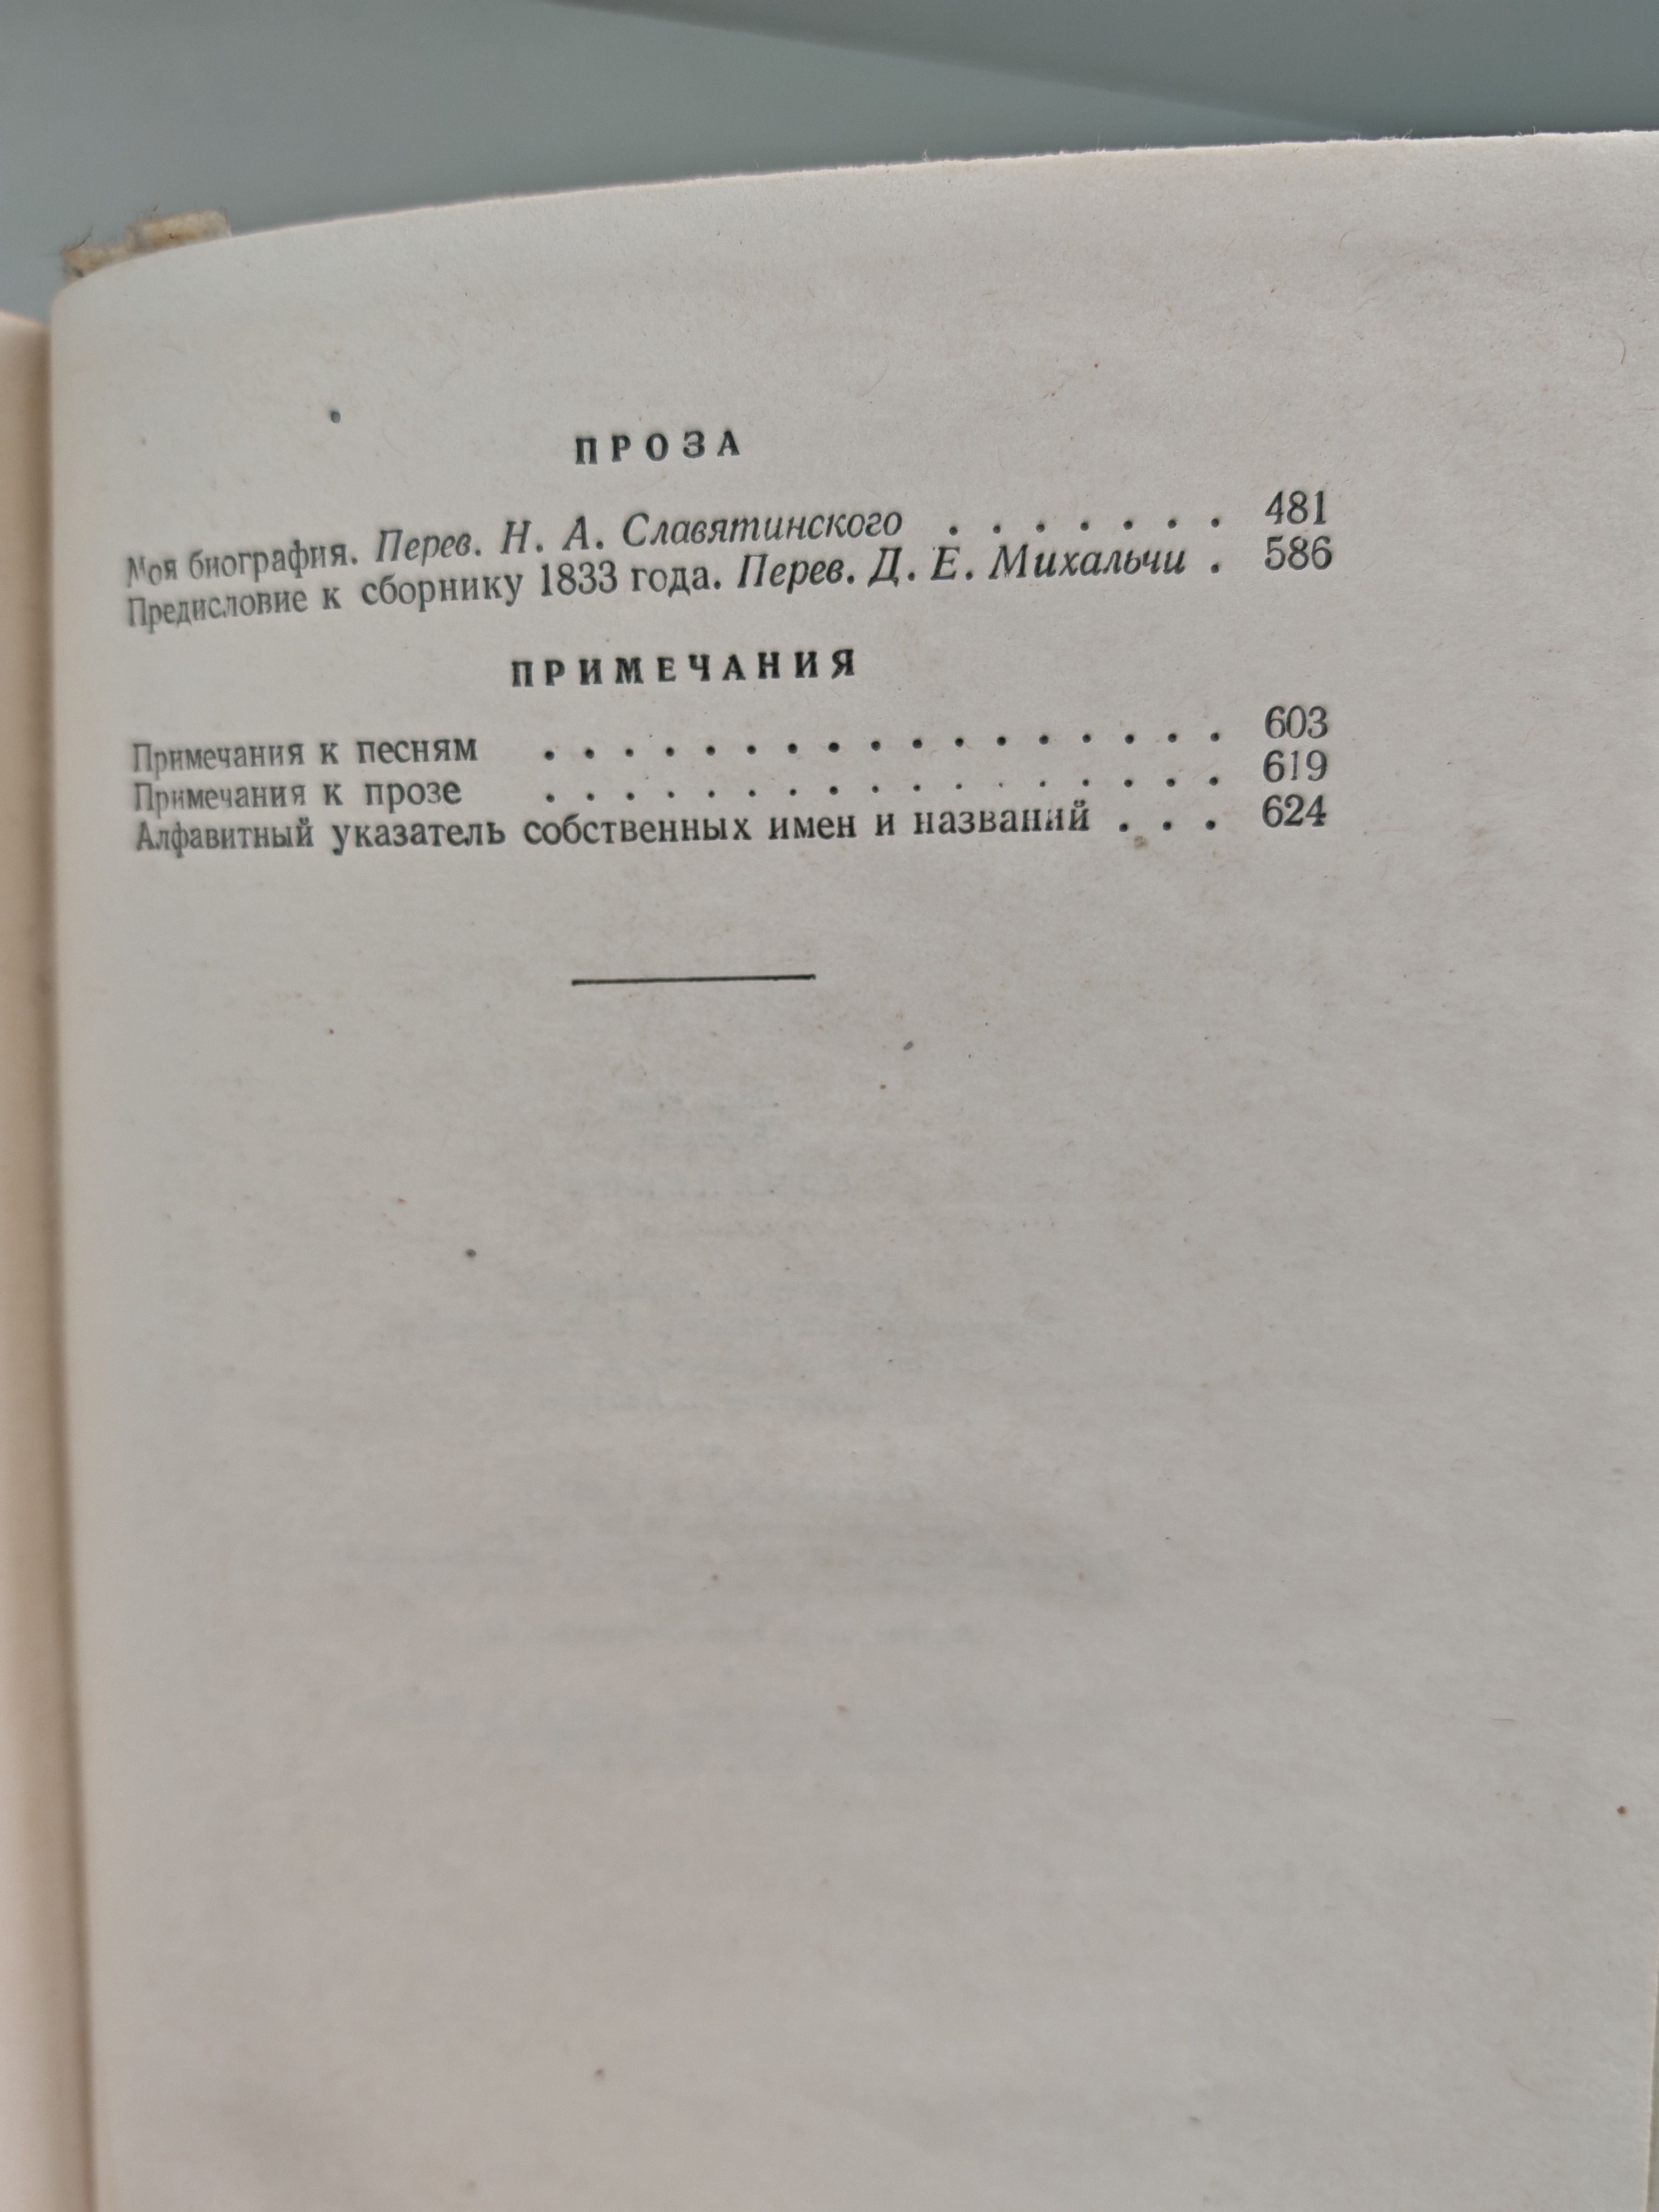 ПРОЗА
Моя биография. Перев. Н. А. Славятинского . . . . . . . 481
Предисловие к сборнику 1833 года. Перев. Д. Е. Михальчи . 586
ПРИМЕЧАНИЯ
Примечания к песням . . . . . . . . . . . . . . . . . 603
Примечания к прозе . . . . . . . . . . . . . . . . . 619
Алфавитный указатель собственных имен и названий . . . 624